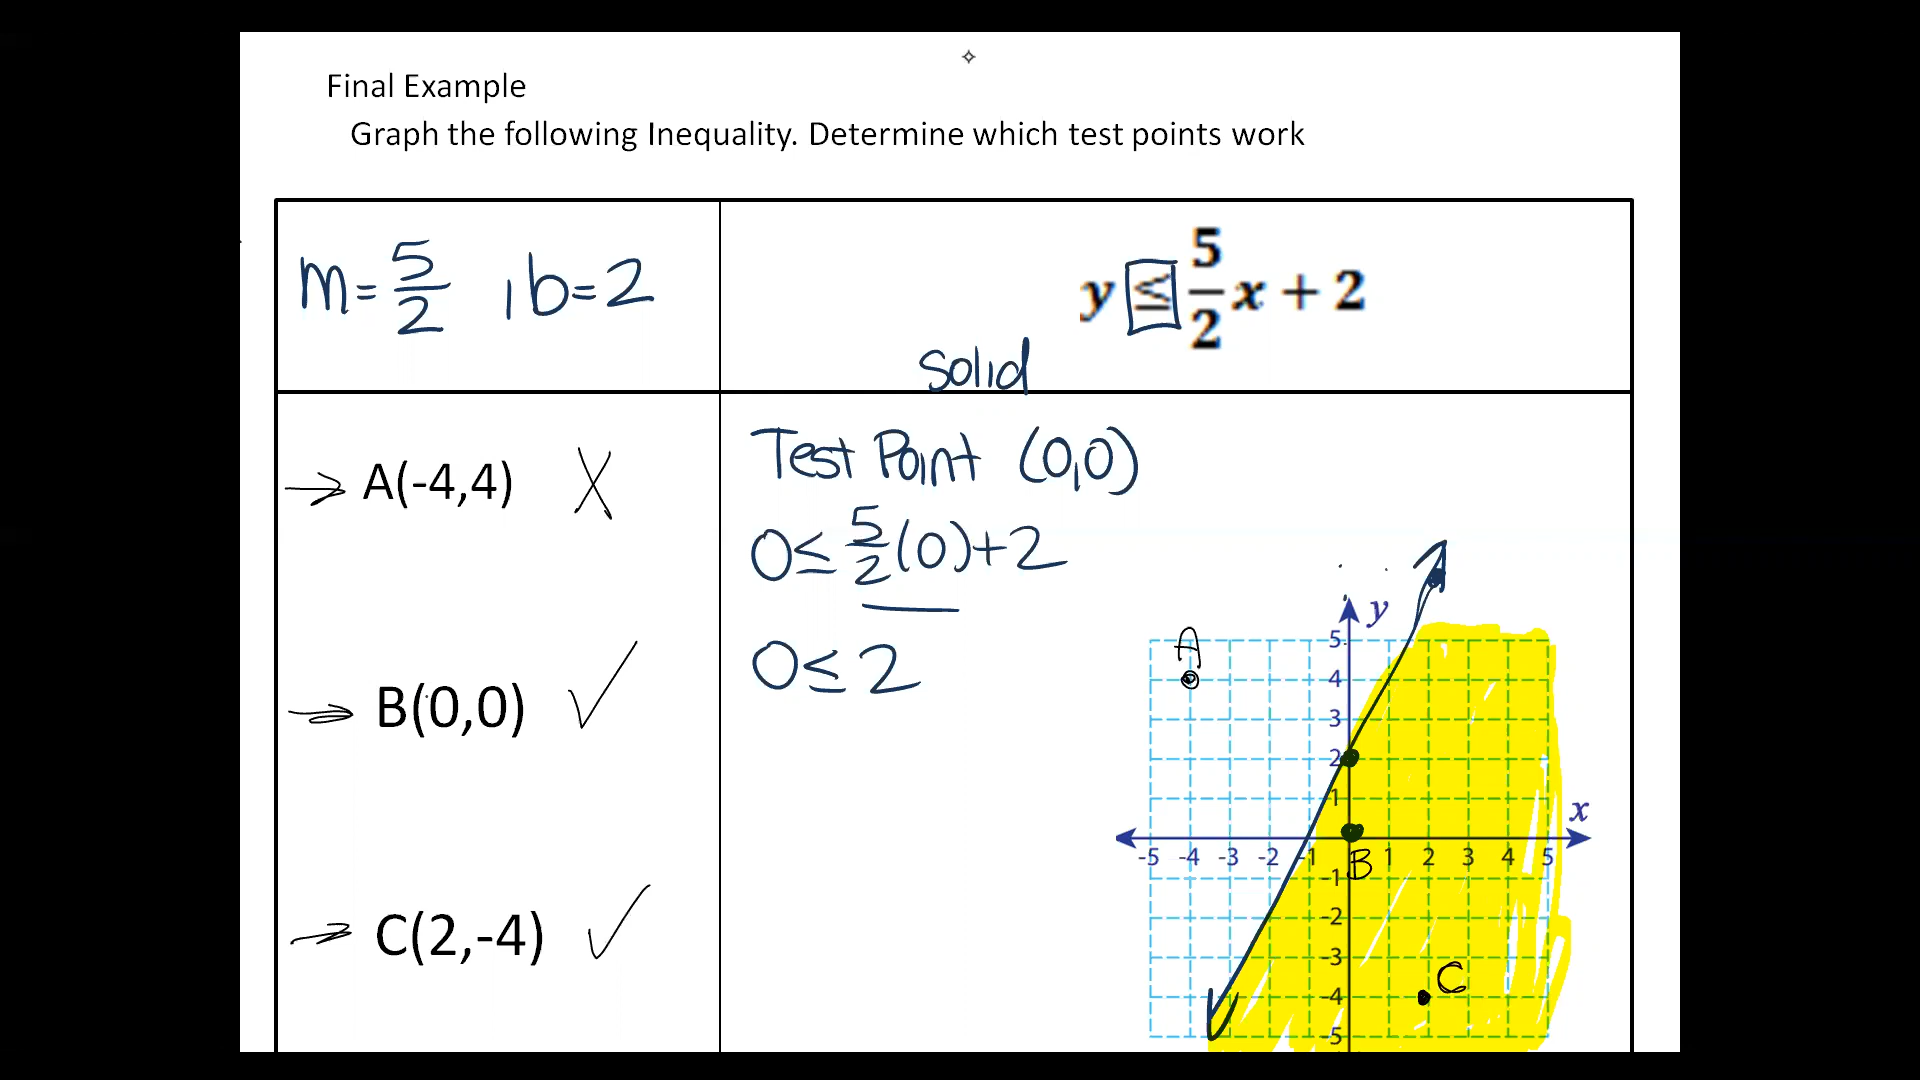 Final Example
Graph the following Inequality. Determine which test points work
m = 5/2 , b = 2
y ≤ 5/2 x + 2
Solid
A(-4,4) X
B(0,0) ✓
C(2,-4) ✓
Test Point (0,0)
0 ≤ 5/2 (0) + 2
0 ≤ 2
y
A
5
4
3
2
1
x
-5 -4 -3 -2 -1 1 2 3 4 5
B
-1
-2
-3
C
-4
-5